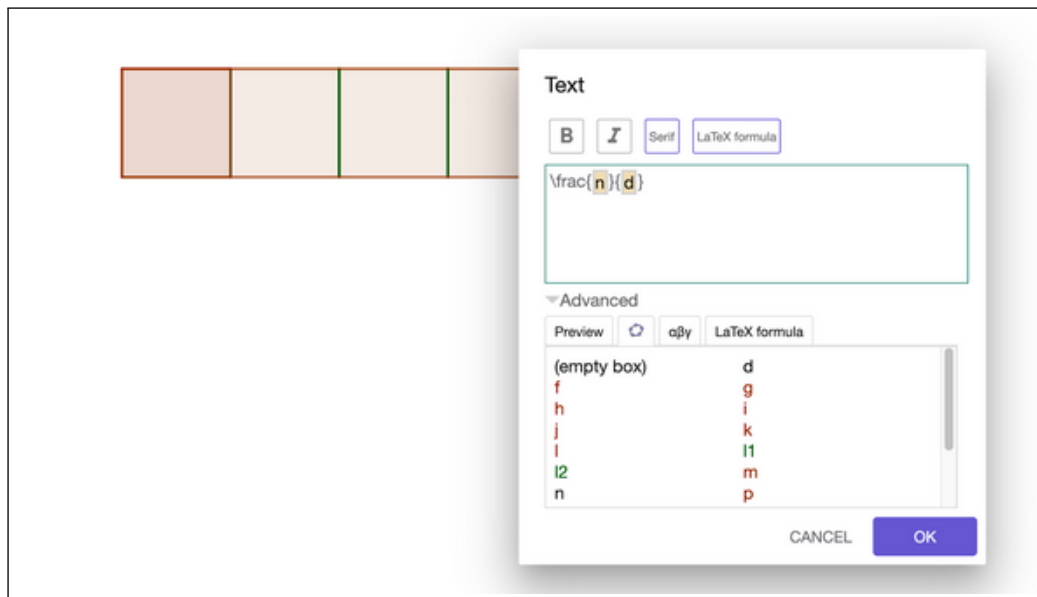 Text
B I Serif LaTeX formula
\frac{n}{d}
Advanced
Preview αβγ LaTeX formula
(empty box) d
f g
h i
j k
l l1
l2 m
n p
CANCEL OK